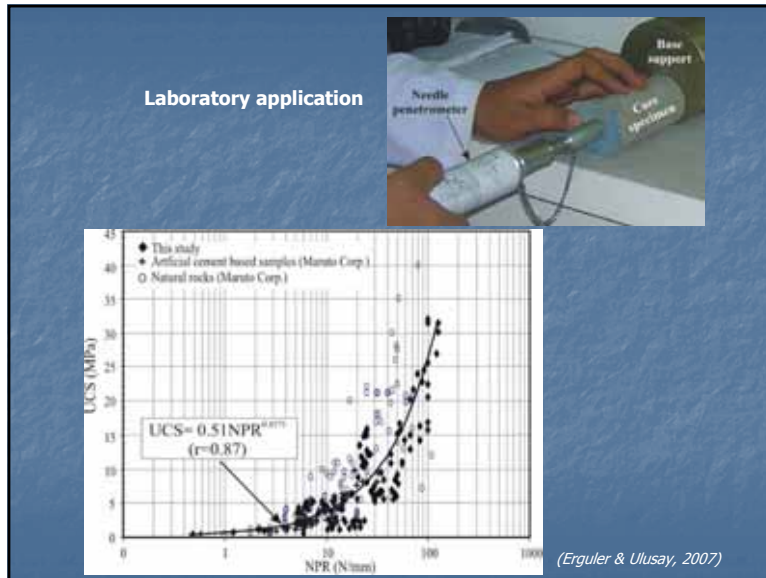 Laboratory application
Base
support
Needle
penetrometer
Core
specimen
45
40
35
30
25
20
15
10
5
0
UCS (MPa)
This study
Artificial cement based samples (Maruto Corp.)
Natural rocks (Maruto Corp.)
UCS= 0.51NPR
(r=0.87)
0 1 10 100 1000
NPR (N/mm)
(Erguler & Ulusay, 2007)